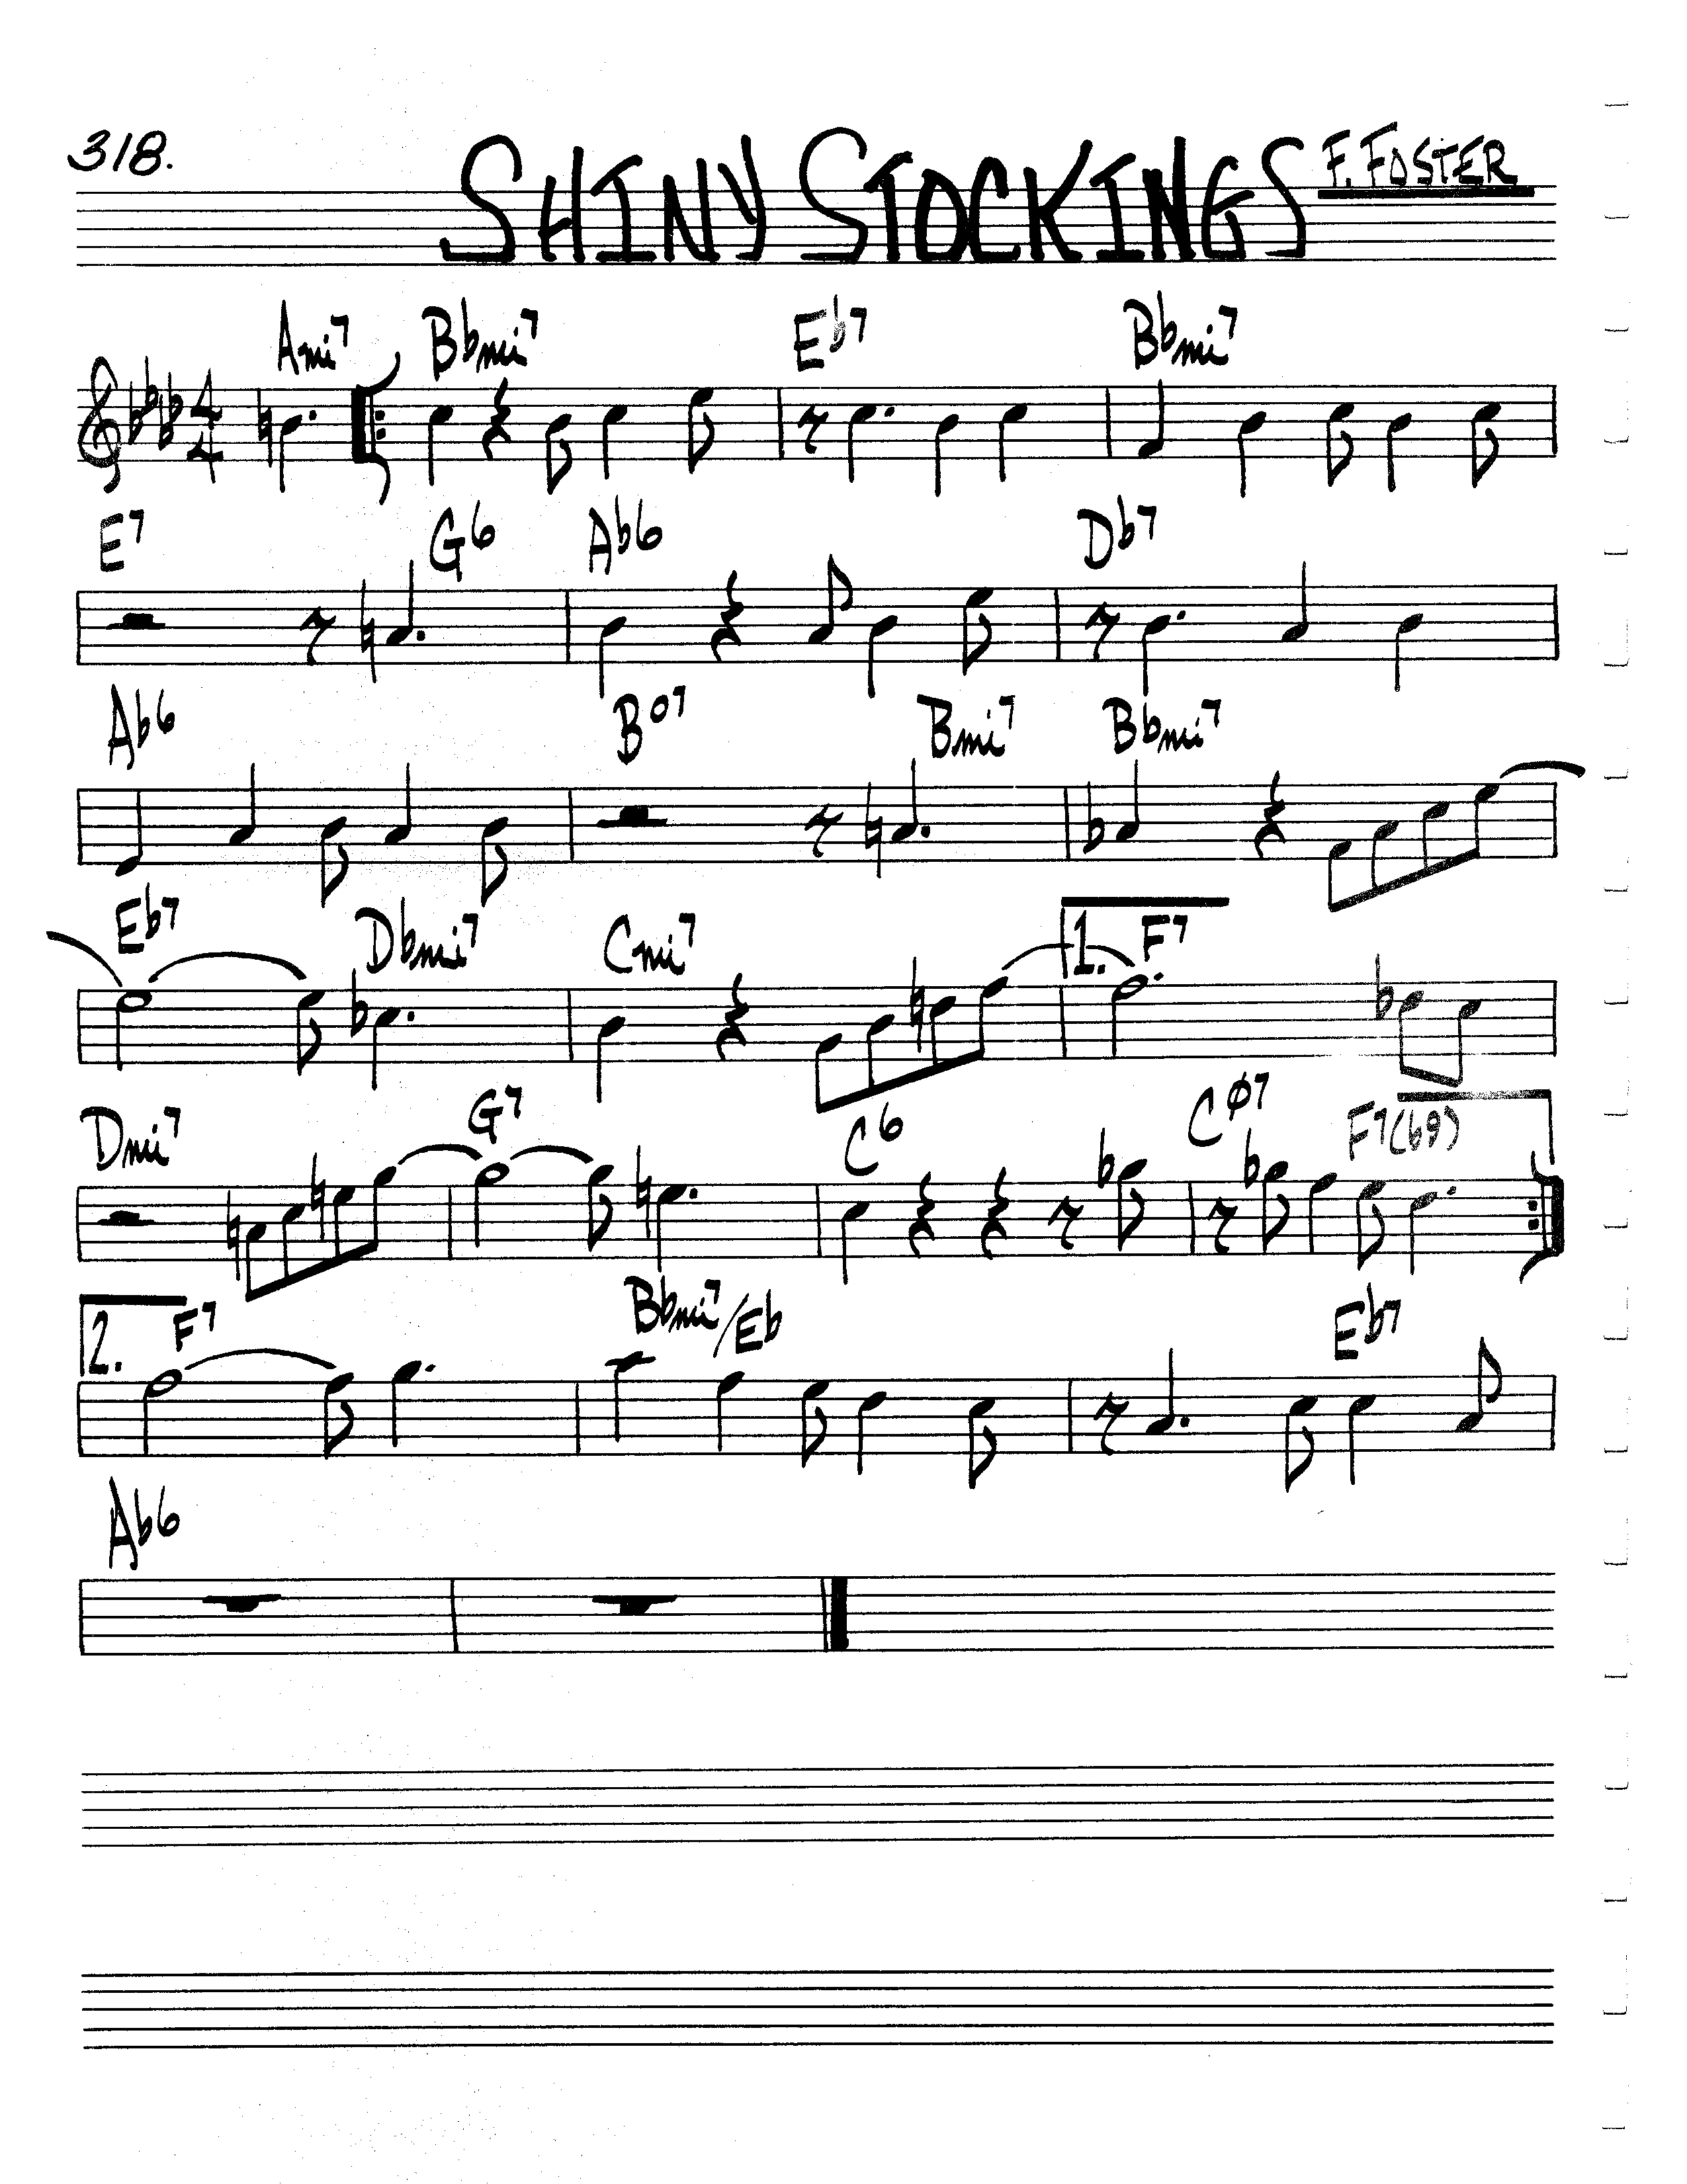 318.
SHINY STOCKINGS
F. FOSTER
Ami7 Bbmi7 Eb7 Bbmi7
4
4
E7 G6 Ab6 Db7
Ab6 Bo7 Bmi7 Bbmi7
Eb7 Dbmi7 Cmi7 1. F7
Dmi7 G7 C6 Cø7 F7(b9)
2. F7 Bbmi7/Eb Eb7
Ab6